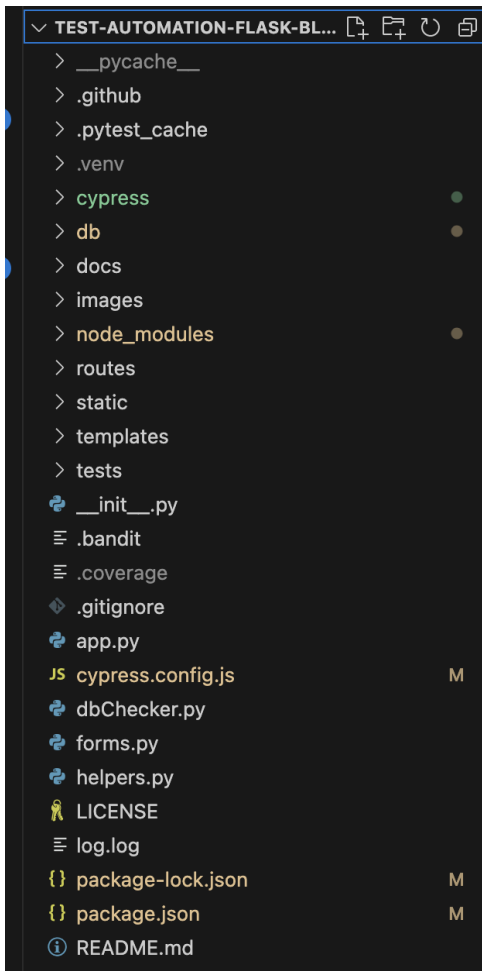 TEST-AUTOMATION-FLASK-BL...
__pycache__
.github
.pytest_cache
.venv
cypress
db
docs
images
node_modules
routes
static
templates
tests
__init__.py
.bandit
.coverage
.gitignore
app.py
JS cypress.config.js M
dbChecker.py
forms.py
helpers.py
LICENSE
log.log
{} package-lock.json M
{} package.json M
README.md